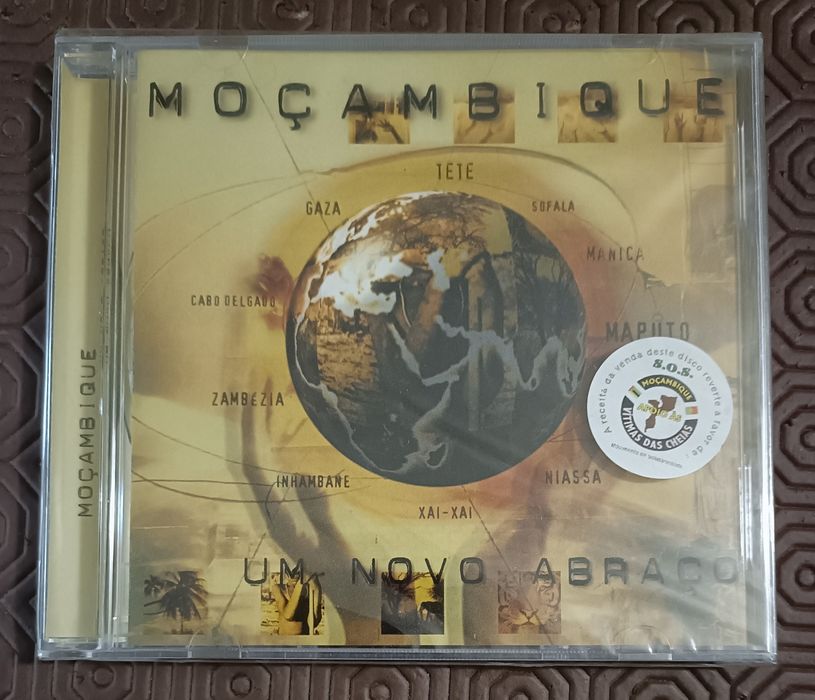 MOÇAMBIQUE
TETE
GAZA
SOFALA
MANICA
CABO DELGADO
MAPUTO
ZAMBÉZIA
INHAMBANE
NIASSA
XAI-XAI
UM NOVO ABRAÇO
MOÇAMBIQUE
A receita da venda deste disco reverte a favor de:
S.O.S.
MOÇAMBIQUE
APOIO ÀS
VÍTIMAS DAS CHEIAS